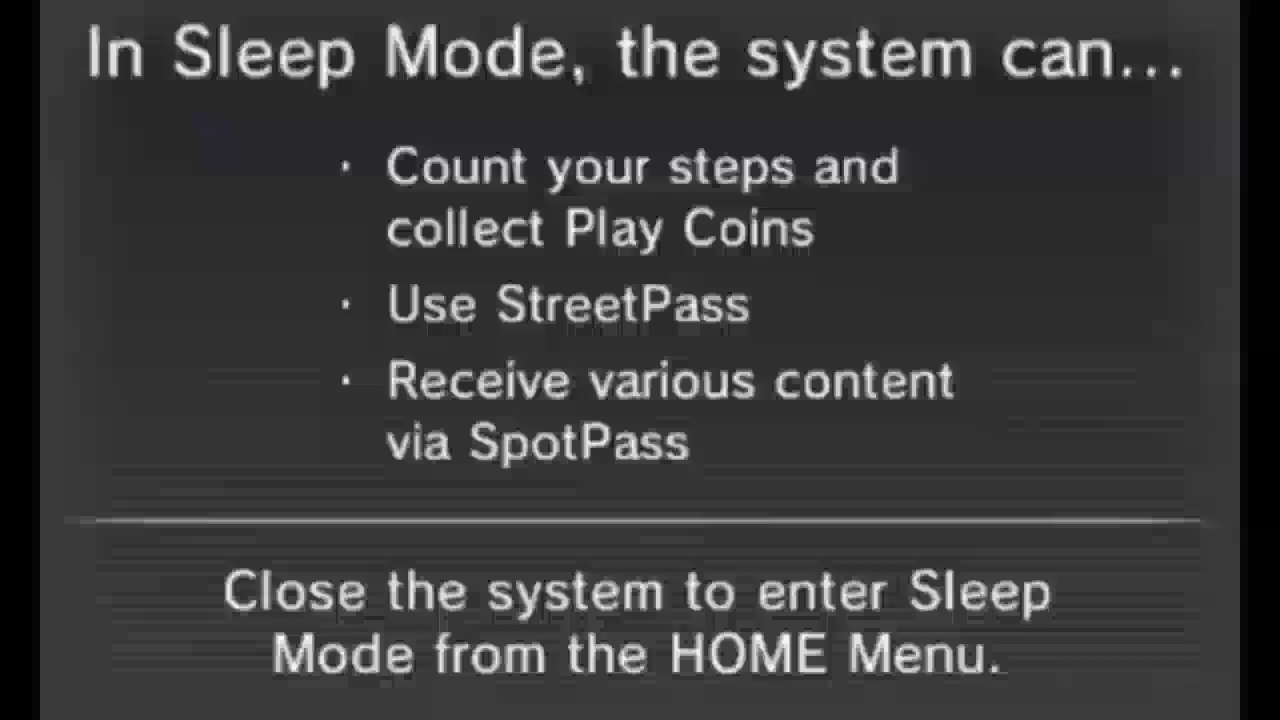 In Sleep Mode, the system can...
· Count your steps and
collect Play Coins
· Use StreetPass
· Receive various content
via SpotPass
Close the system to enter Sleep
Mode from the HOME Menu.